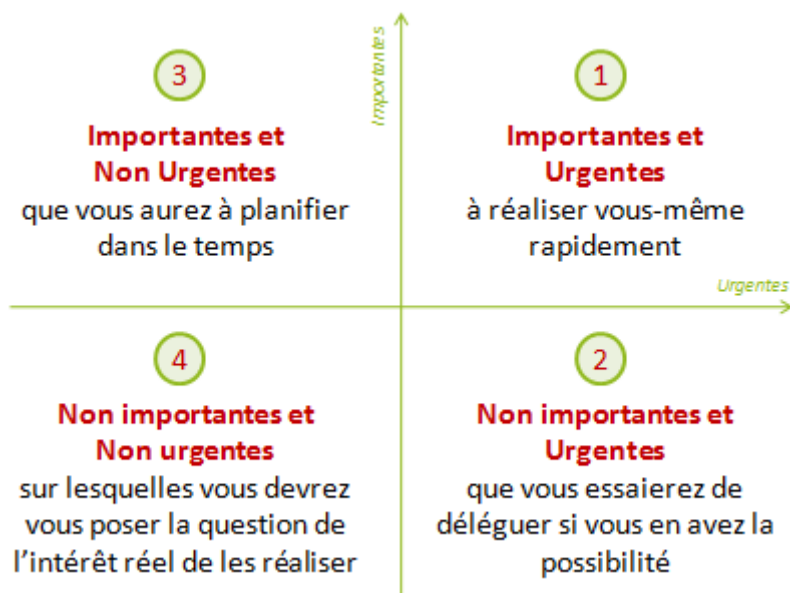 Importantes
3
Importantes et
Non Urgentes
que vous aurez à planifier
dans le temps
1
Importantes et
Urgentes
à réaliser vous-même
rapidement
Urgentes
4
Non importantes et
Non urgentes
sur lesquelles vous devrez
vous poser la question de
l'intérêt réel de les réaliser
2
Non importantes et
Urgentes
que vous essaierez de
déléguer si vous en avez la
possibilité